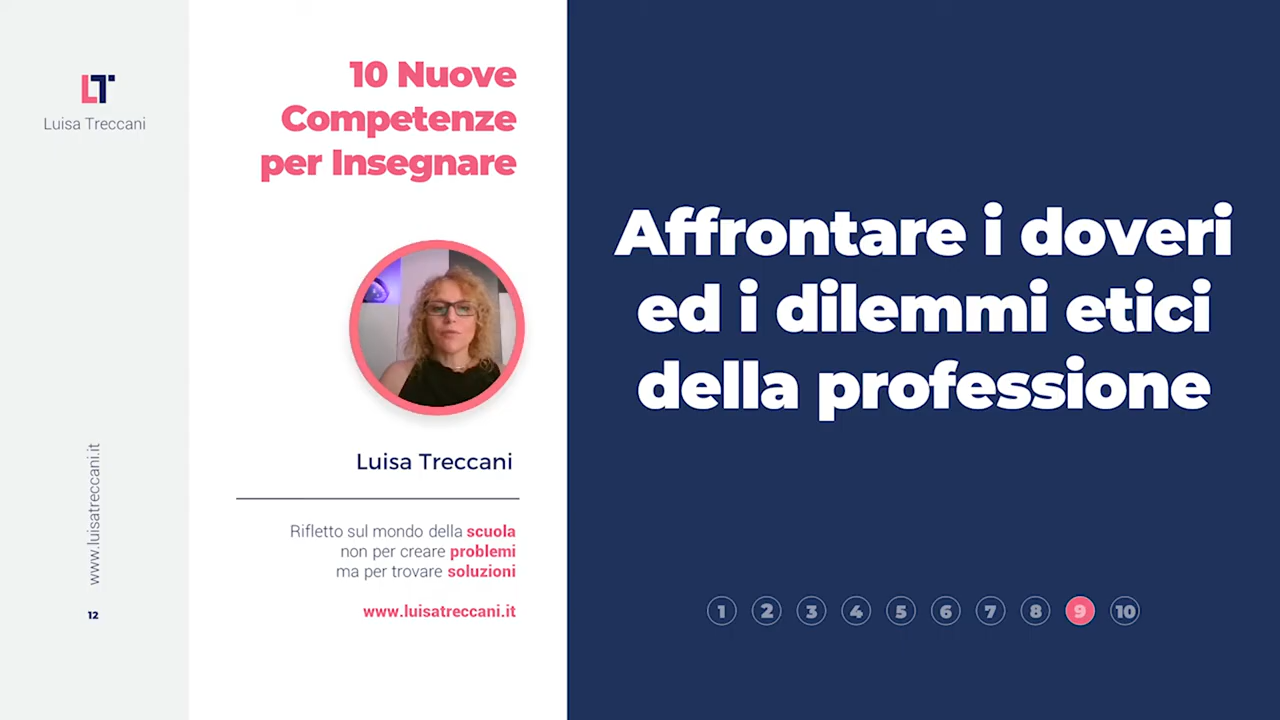 LT
Luisa Treccani
www.luisatreccani.it
12
10 Nuove
Competenze
per Insegnare
Luisa Treccani
Rifletto sul mondo della scuola
non per creare problemi
ma per trovare soluzioni
www.luisatreccani.it
Affrontare i doveri
ed i dilemmi etici
della professione
1 2 3 4 5 6 7 8 9 10